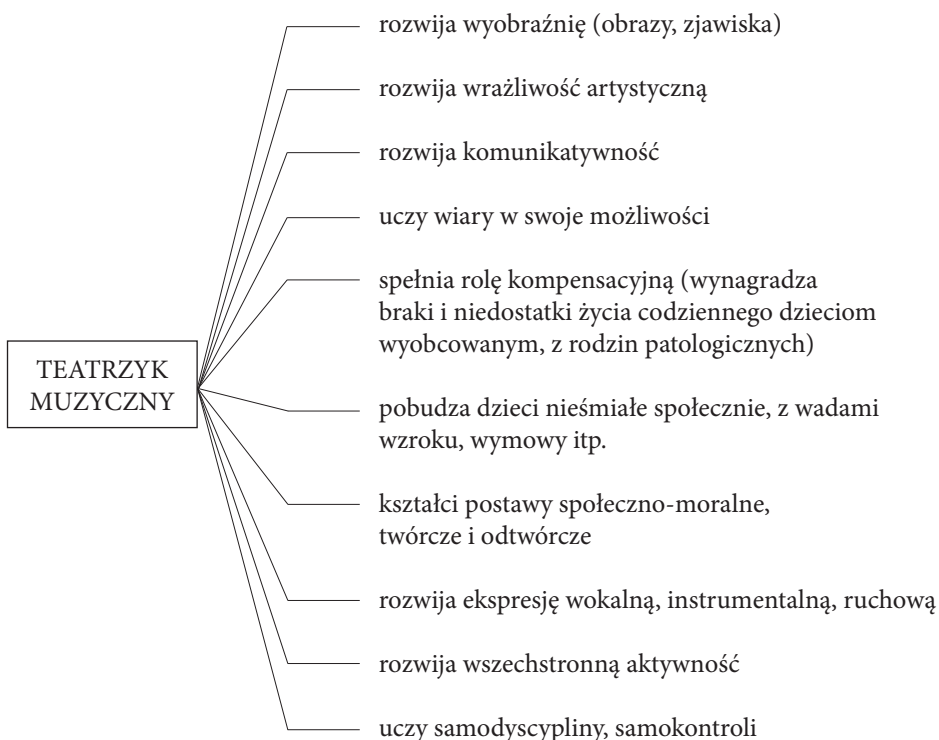 rozwija wyobraźnię (obrazy, zjawiska)
rozwija wrażliwość artystyczną
rozwija komunikatywność
uczy wiary w swoje możliwości
spełnia rolę kompensacyjną (wynagradza
braki i niedostatki życia codziennego dzieciom
wyobcowanym, z rodzin patologicznych)
TEATRZYK
MUZYCZNY
pobudza dzieci nieśmiałe społecznie, z wadami
wzroku, wymowy itp.
kształci postawy społeczno-moralne,
twórcze i odtwórcze
rozwija ekspresję wokalną, instrumentalną, ruchową
rozwija wszechstronną aktywność
uczy samodyscypliny, samokontroli